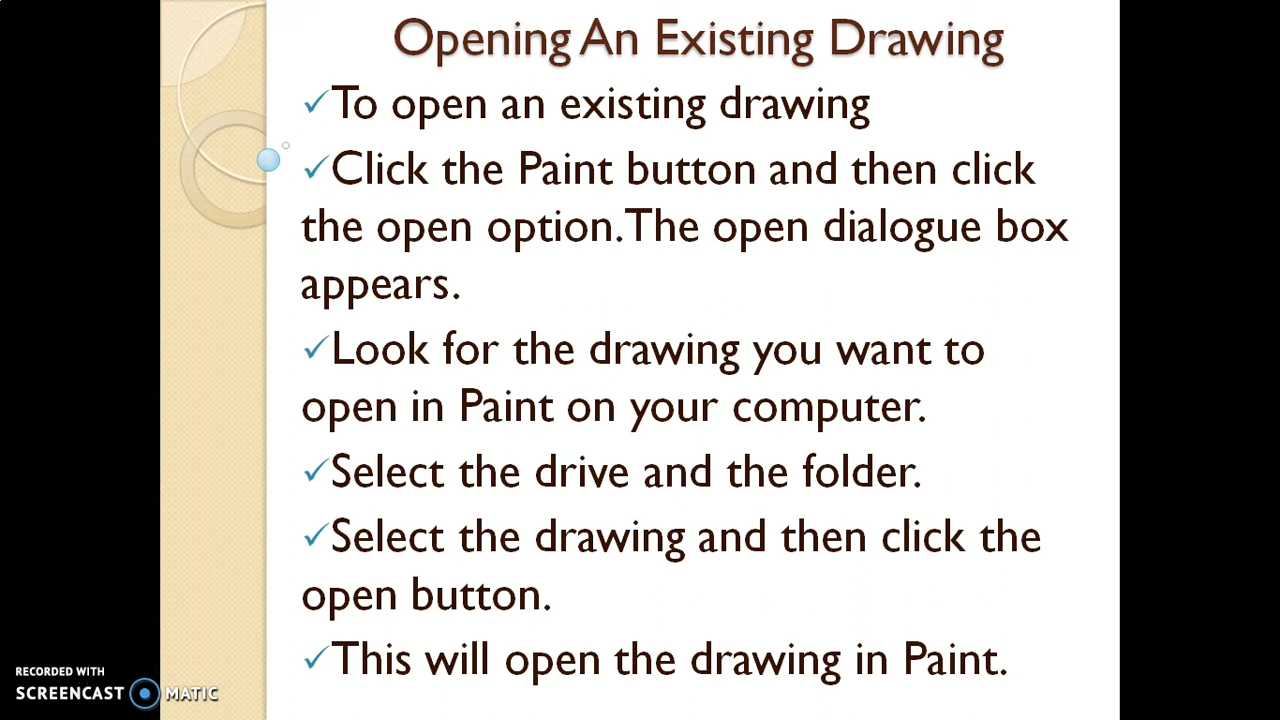 Opening An Existing Drawing
✓To open an existing drawing
✓Click the Paint button and then click
the open option.The open dialogue box
appears.
✓Look for the drawing you want to
open in Paint on your computer.
✓Select the drive and the folder.
✓Select the drawing and then click the
open button.
✓This will open the drawing in Paint.
RECORDED WITH
SCREENCAST MATIC